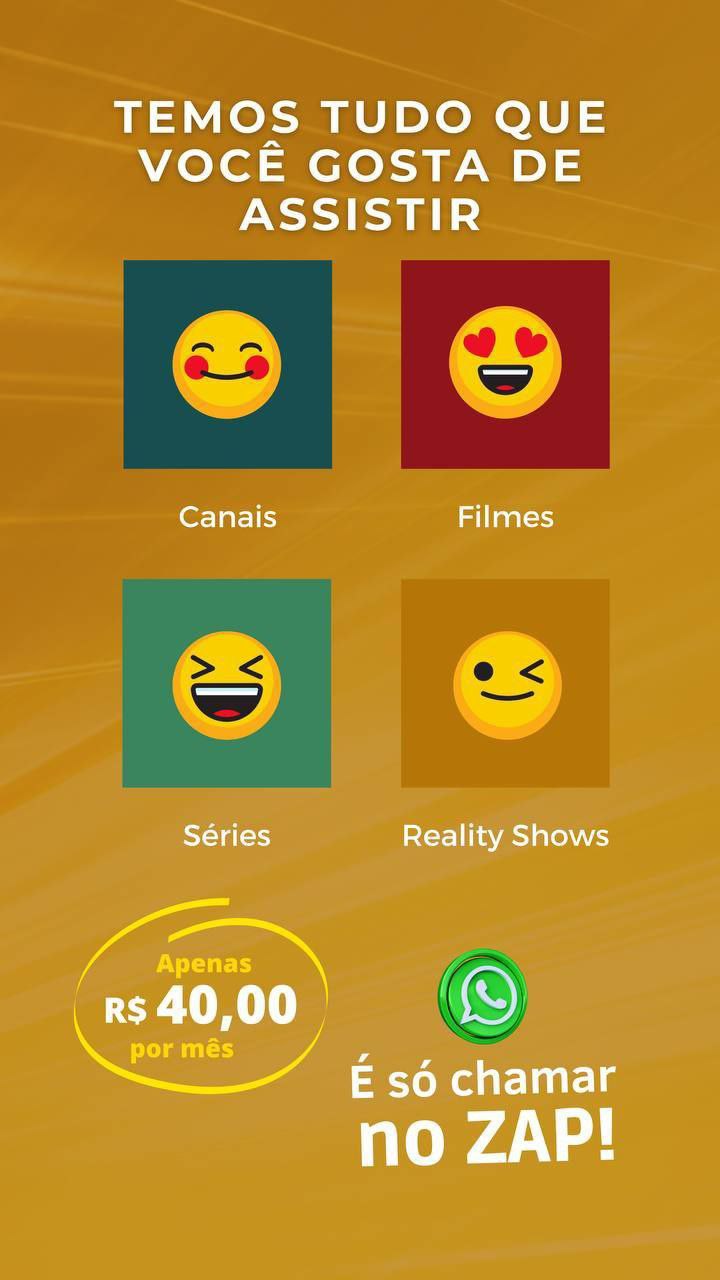 TEMOS TUDO QUE
VOCÊ GOSTA DE
ASSISTIR
Canais
Filmes
Séries
Reality Shows
Apenas
R$ 40,00
por mês
É só chamar
no ZAP!